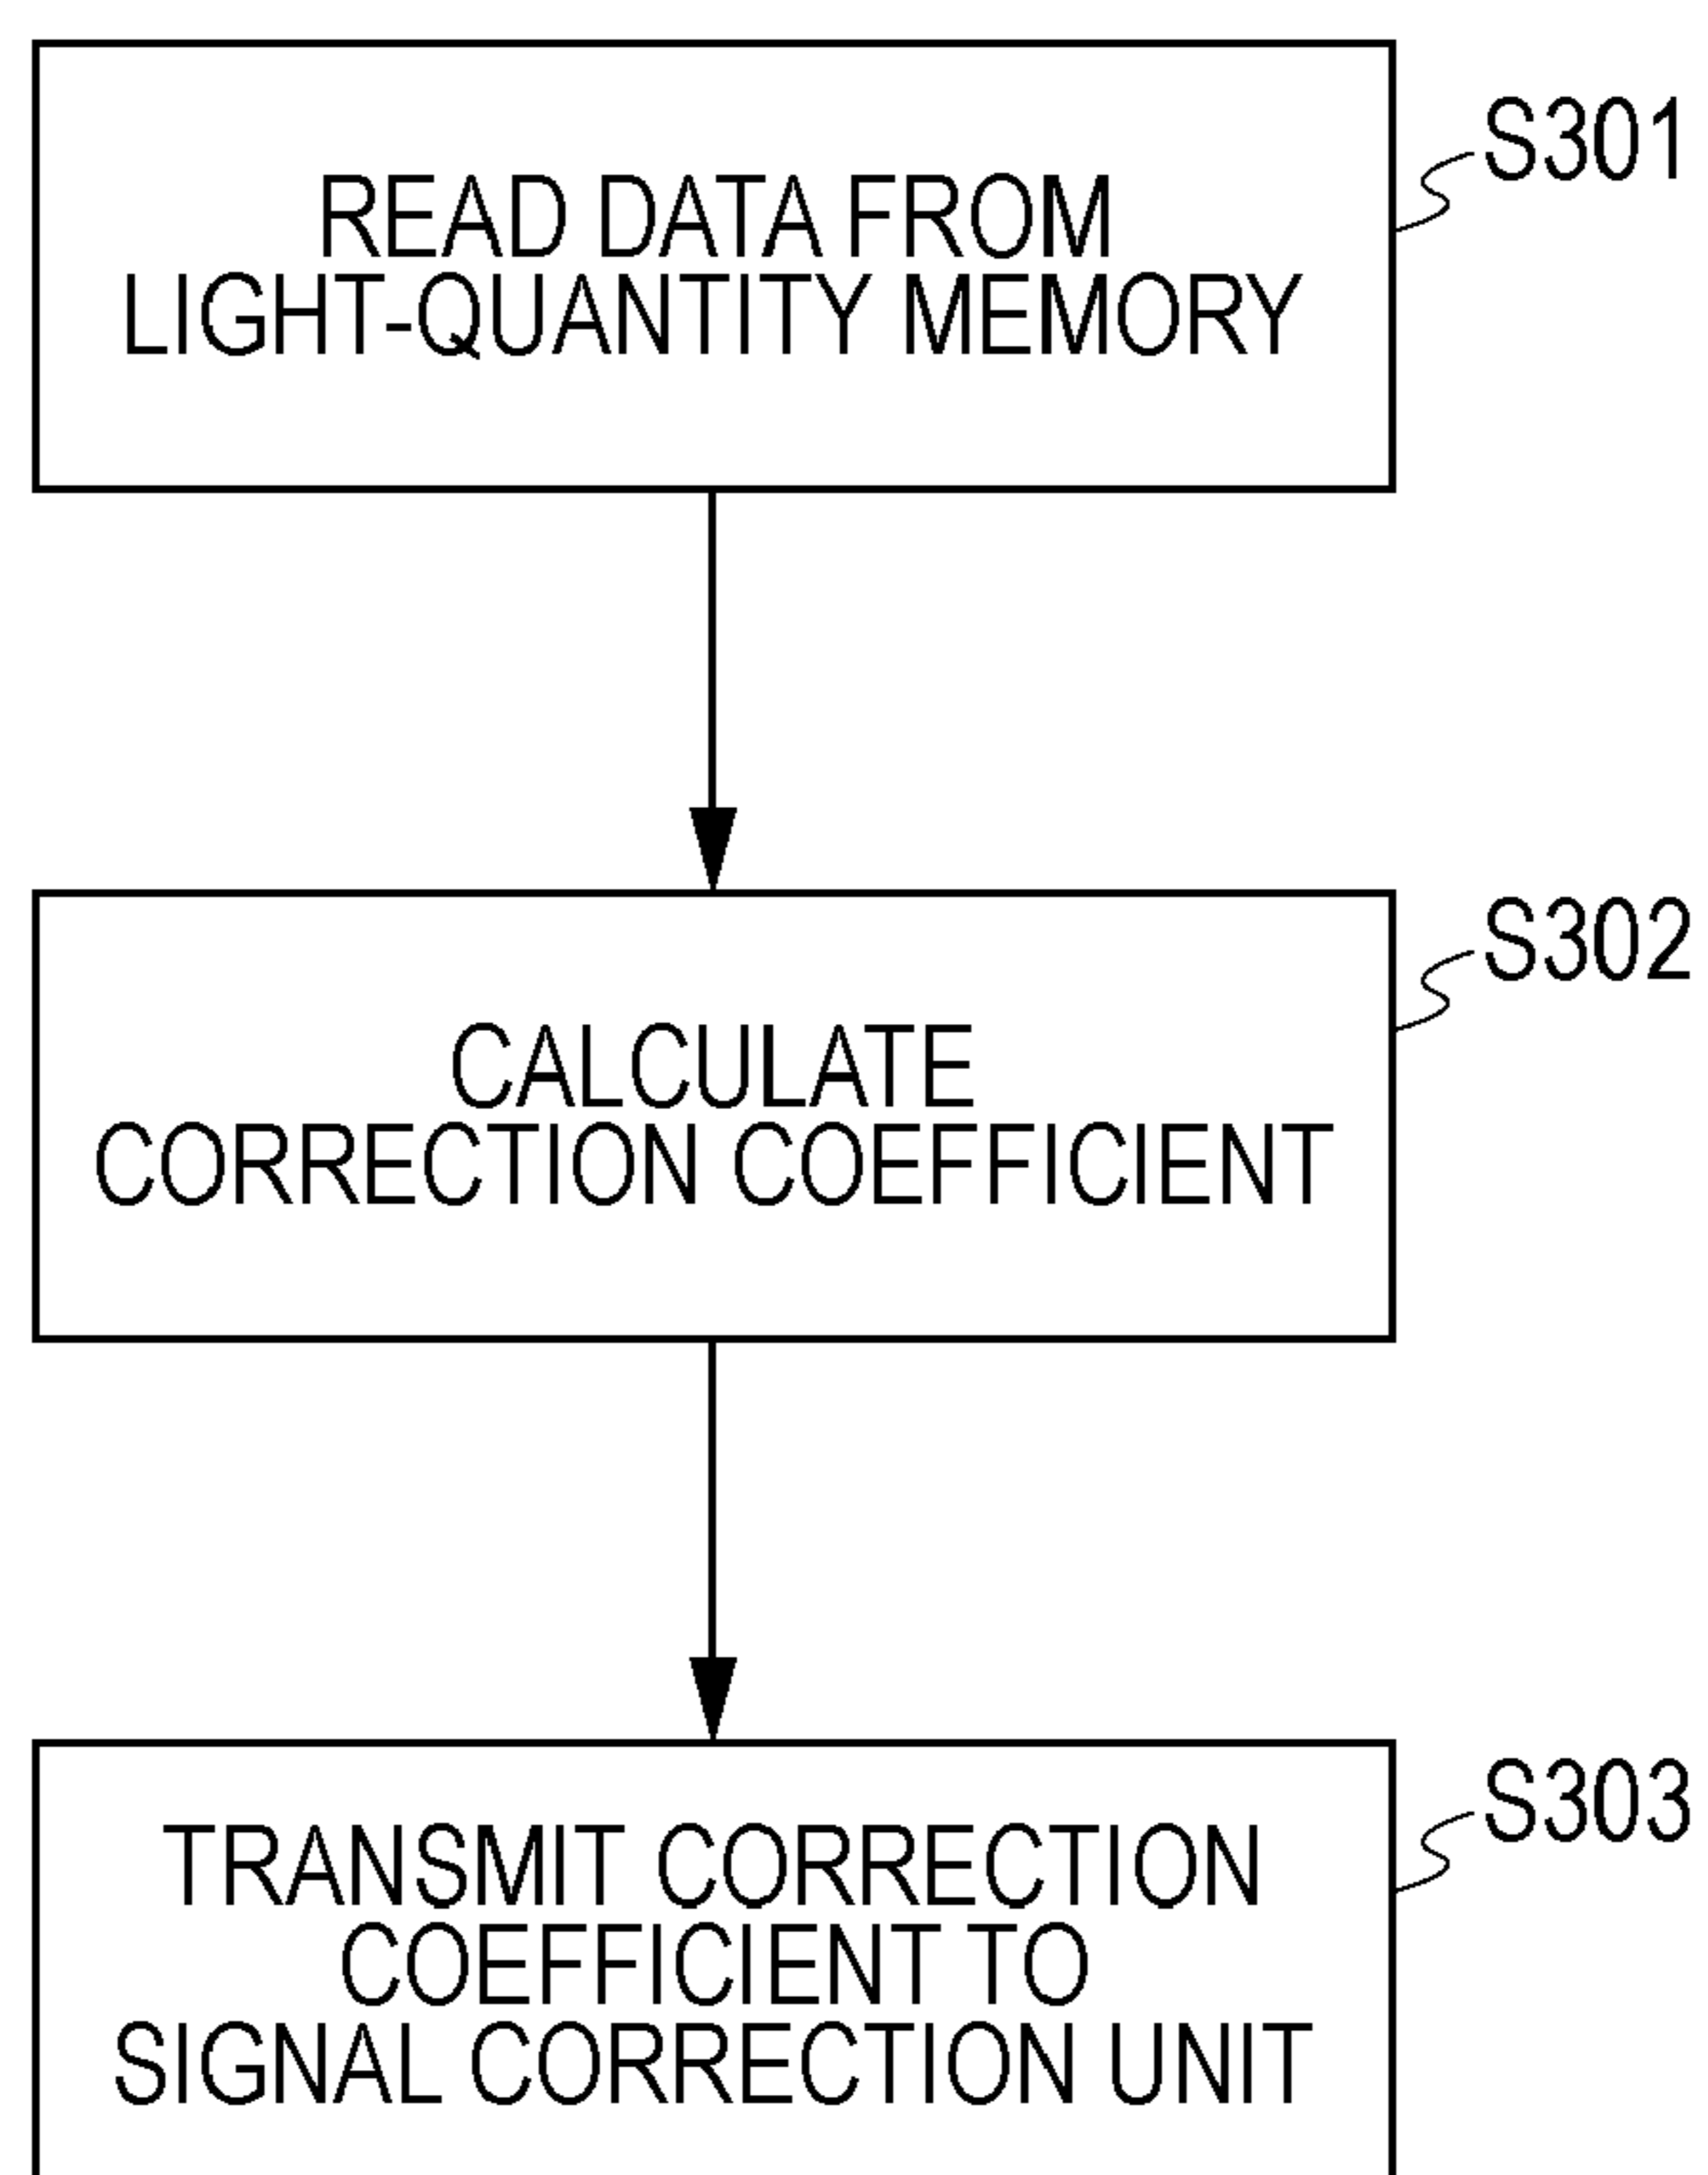 S301
READ DATA FROM
LIGHT-QUANTITY MEMORY
S302
CALCULATE
CORRECTION COEFFICIENT
S303
TRANSMIT CORRECTION
COEFFICIENT TO
SIGNAL CORRECTION UNIT